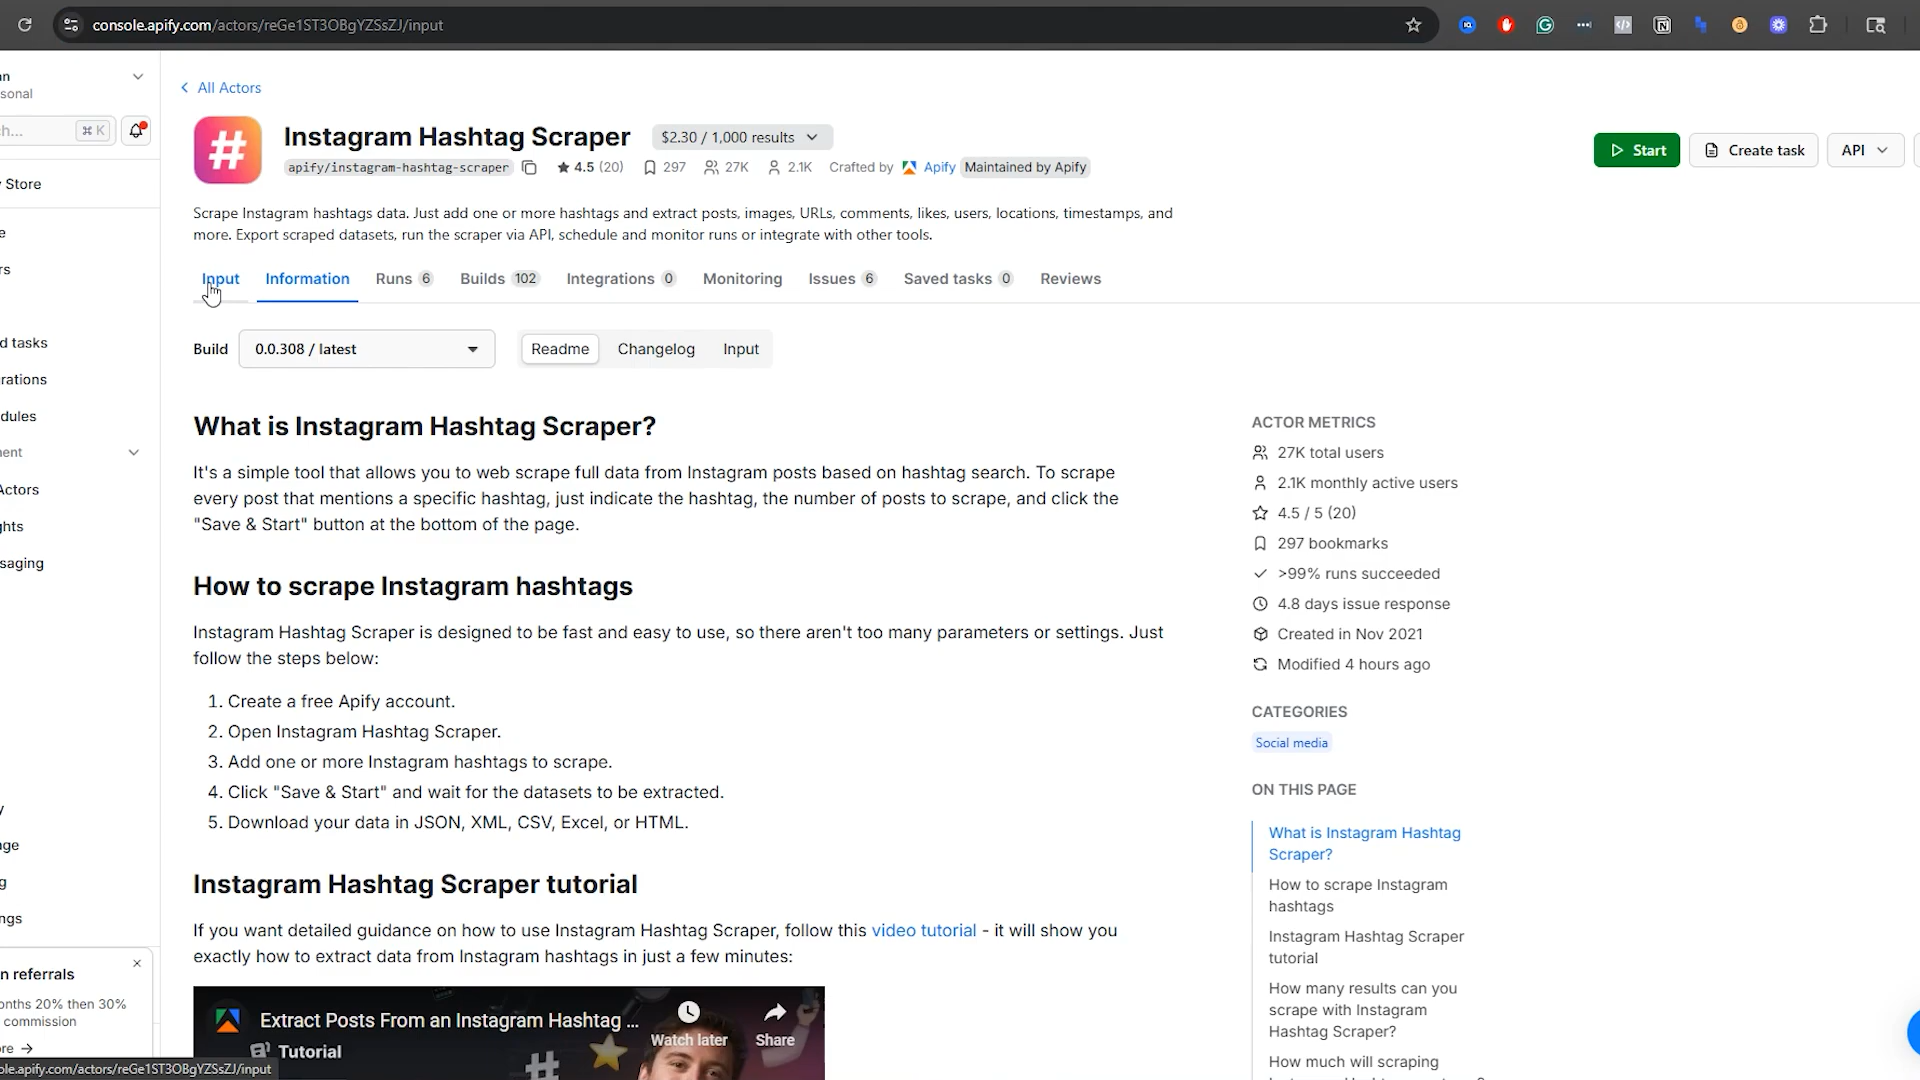 console.apify.com/actors/reGe1ST3OBgYZSsZJ/input
n
sonal
h...
⌘ K
Store
e
rs
d tasks
rations
dules
ent
Actors
hts
saging
y
ge
g
ngs
n referrals
onths 20% then 30%
commission
re →
All Actors
Instagram Hashtag Scraper
$2.30 / 1,000 results
apify/instagram-hashtag-scraper
4.5 (20)
297
27K
2.1K
Crafted by Apify
Maintained by Apify
Start
Create task
API
Scrape Instagram hashtags data. Just add one or more hashtags and extract posts, images, URLs, comments, likes, users, locations, timestamps, and
more. Export scraped datasets, run the scraper via API, schedule and monitor runs or integrate with other tools.
Input
Information
Runs 6
Builds 102
Integrations 0
Monitoring
Issues 6
Saved tasks 0
Reviews
Build
0.0.308 / latest
Readme
Changelog
Input
What is Instagram Hashtag Scraper?
It's a simple tool that allows you to web scrape full data from Instagram posts based on hashtag search. To scrape
every post that mentions a specific hashtag, just indicate the hashtag, the number of posts to scrape, and click the
"Save & Start" button at the bottom of the page.
How to scrape Instagram hashtags
Instagram Hashtag Scraper is designed to be fast and easy to use, so there aren't too many parameters or settings. Just
follow the steps below:
1. Create a free Apify account.
2. Open Instagram Hashtag Scraper.
3. Add one or more Instagram hashtags to scrape.
4. Click "Save & Start" and wait for the datasets to be extracted.
5. Download your data in JSON, XML, CSV, Excel, or HTML.
Instagram Hashtag Scraper tutorial
If you want detailed guidance on how to use Instagram Hashtag Scraper, follow this video tutorial - it will show you
exactly how to extract data from Instagram hashtags in just a few minutes:
Extract Posts From an Instagram Hashtag ...
Tutorial
Watch later
Share
ACTOR METRICS
27K total users
2.1K monthly active users
4.5 / 5 (20)
297 bookmarks
>99% runs succeeded
4.8 days issue response
Created in Nov 2021
Modified 4 hours ago
CATEGORIES
Social media
ON THIS PAGE
What is Instagram Hashtag
Scraper?
How to scrape Instagram
hashtags
Instagram Hashtag Scraper
tutorial
How many results can you
scrape with Instagram
Hashtag Scraper?
How much will scraping
ole.apify.com/actors/reGe1ST3OBgYZSsZJ/input